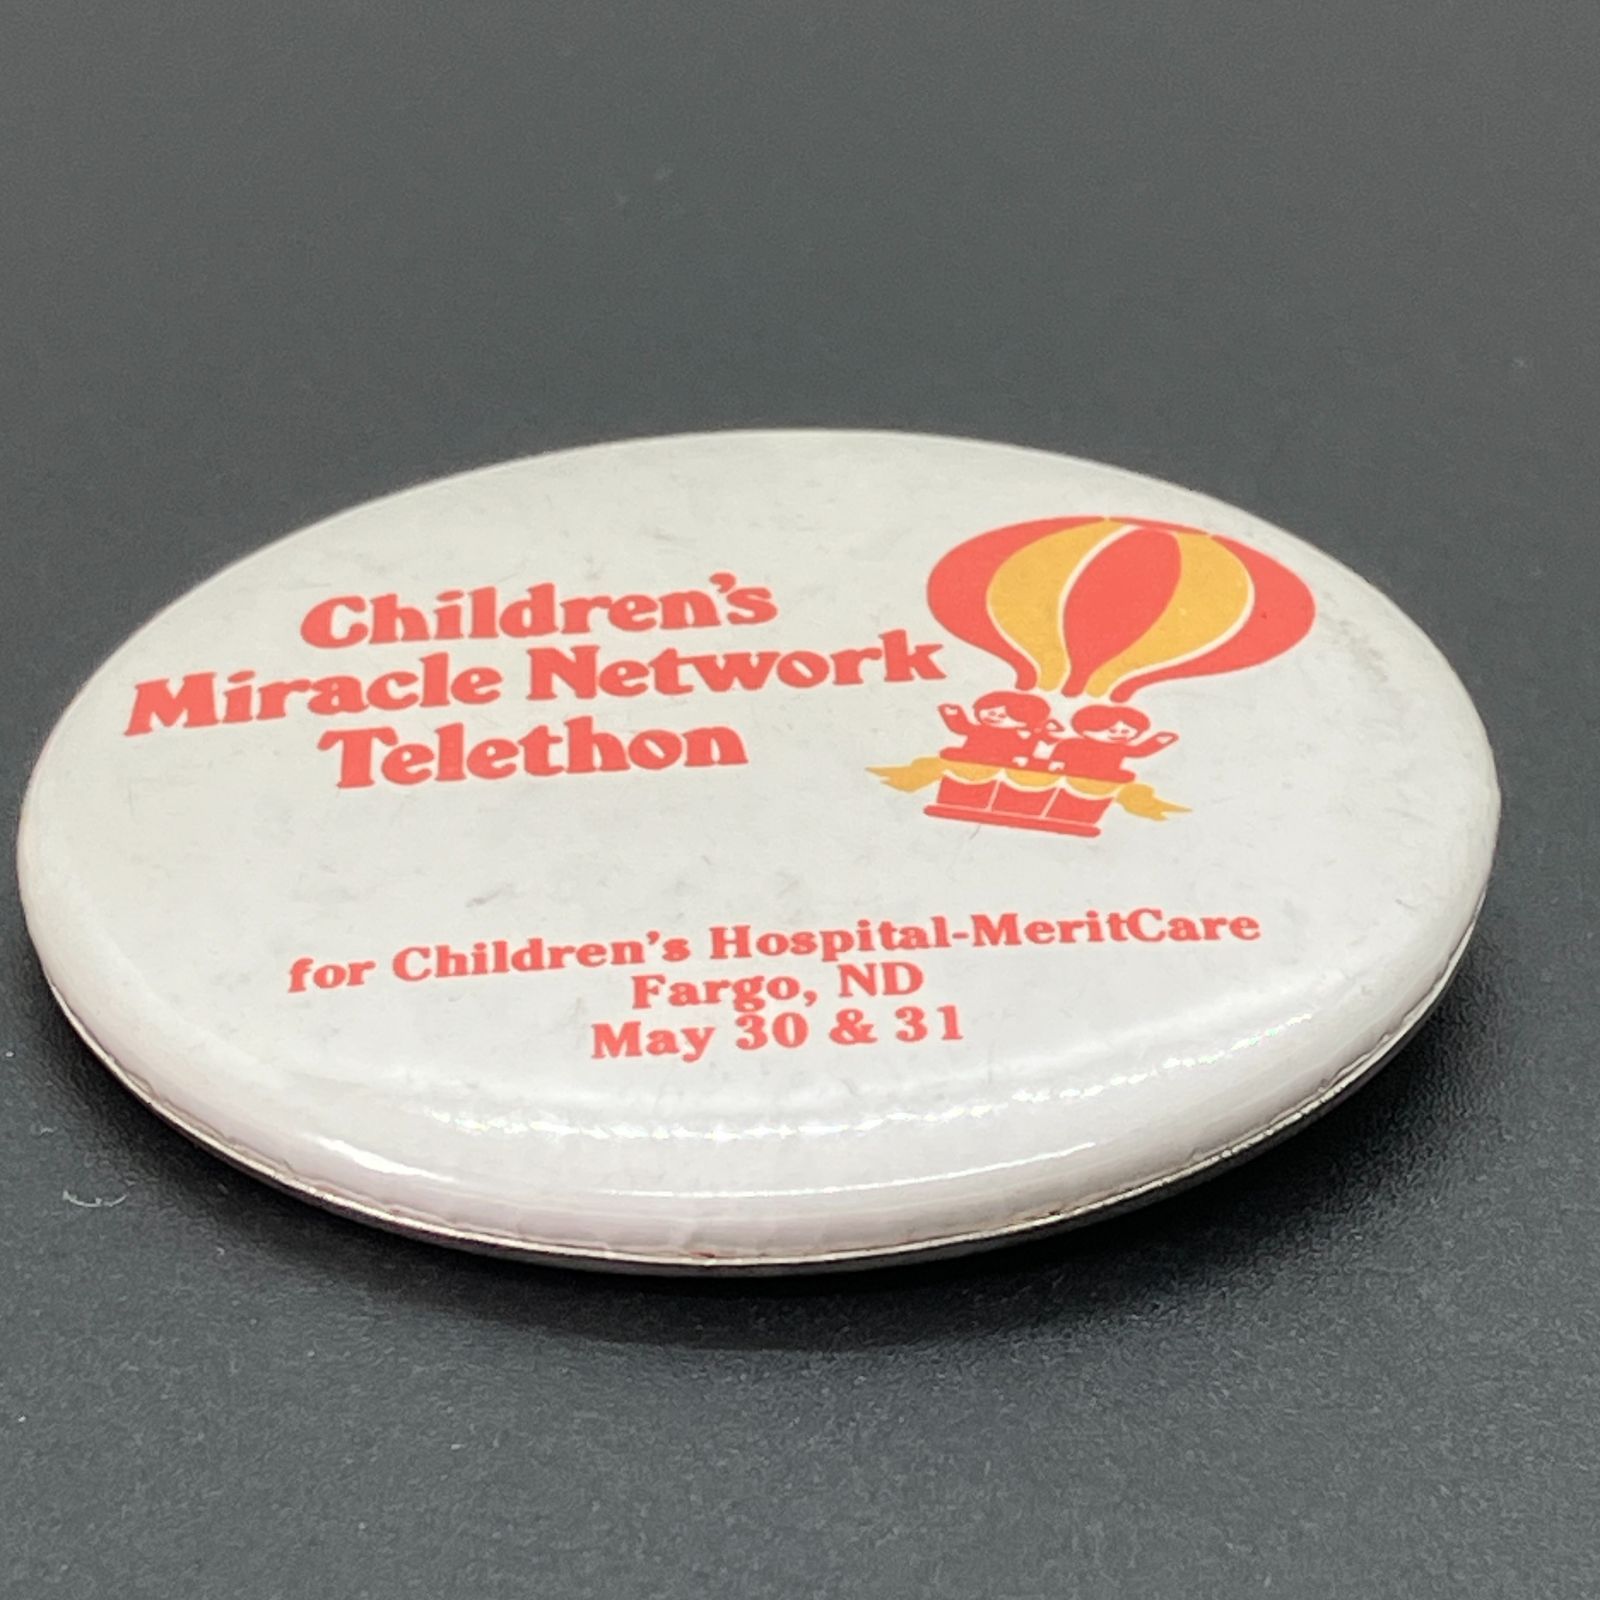 Children's
Miracle Network
Telethon
for Children's Hospital-MeritCare
Fargo, ND
May 30 & 31